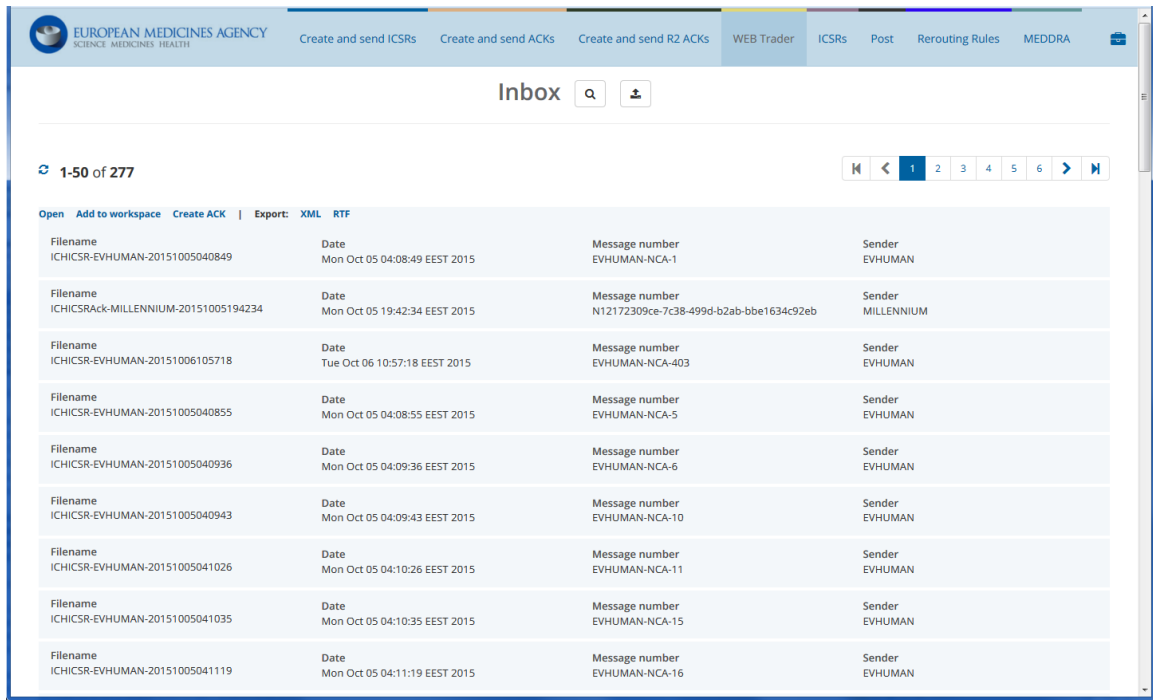 EUROPEAN MEDICINES AGENCY
SCIENCE MEDICINES HEALTH
Create and send ICSRs Create and send ACKs Create and send R2 ACKs WEB Trader ICSRs Post Rerouting Rules MEDDRA
Inbox
1-50 of 277
1 2 3 4 5 6
Open Add to workspace Create ACK | Export: XML RTF
Filename Date Message number Sender
ICHICSR-EVHUMAN-20151005040849 Mon Oct 05 04:08:49 EEST 2015 EVHUMAN-NCA-1 EVHUMAN
Filename Date Message number Sender
ICHICSRAck-MILLENNIUM-20151005194234 Mon Oct 05 19:42:34 EEST 2015 N12172309ce-7c38-499d-b2ab-bbe1634c92eb MILLENNIUM
Filename Date Message number Sender
ICHICSR-EVHUMAN-20151006105718 Tue Oct 06 10:57:18 EEST 2015 EVHUMAN-NCA-403 EVHUMAN
Filename Date Message number Sender
ICHICSR-EVHUMAN-20151005040855 Mon Oct 05 04:08:55 EEST 2015 EVHUMAN-NCA-5 EVHUMAN
Filename Date Message number Sender
ICHICSR-EVHUMAN-20151005040936 Mon Oct 05 04:09:36 EEST 2015 EVHUMAN-NCA-6 EVHUMAN
Filename Date Message number Sender
ICHICSR-EVHUMAN-20151005040943 Mon Oct 05 04:09:43 EEST 2015 EVHUMAN-NCA-10 EVHUMAN
Filename Date Message number Sender
ICHICSR-EVHUMAN-20151005041026 Mon Oct 05 04:10:26 EEST 2015 EVHUMAN-NCA-11 EVHUMAN
Filename Date Message number Sender
ICHICSR-EVHUMAN-20151005041035 Mon Oct 05 04:10:35 EEST 2015 EVHUMAN-NCA-15 EVHUMAN
Filename Date Message number Sender
ICHICSR-EVHUMAN-20151005041119 Mon Oct 05 04:11:19 EEST 2015 EVHUMAN-NCA-16 EVHUMAN